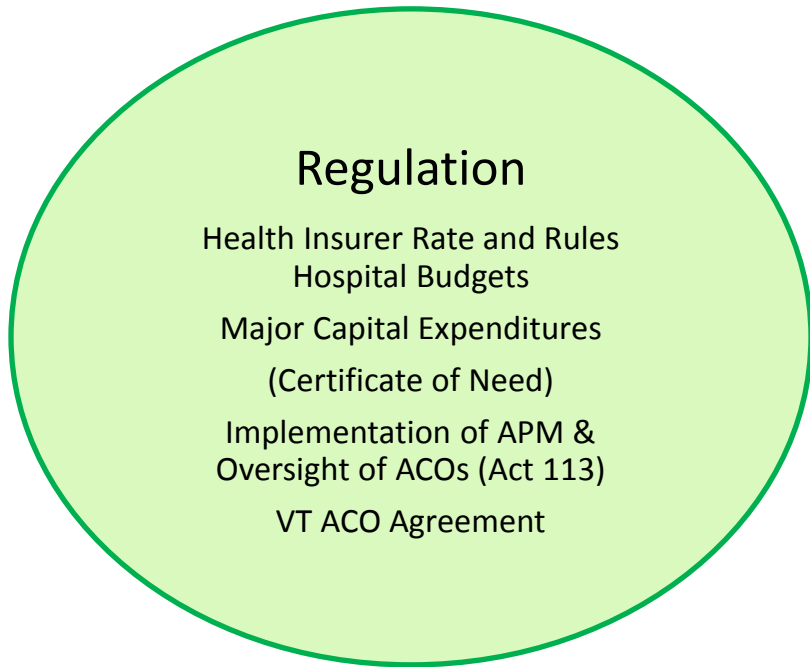 Regulation
Health Insurer Rate and Rules
Hospital Budgets
Major Capital Expenditures
(Certificate of Need)
Implementation of APM &
Oversight of ACOs (Act 113)
VT ACO Agreement